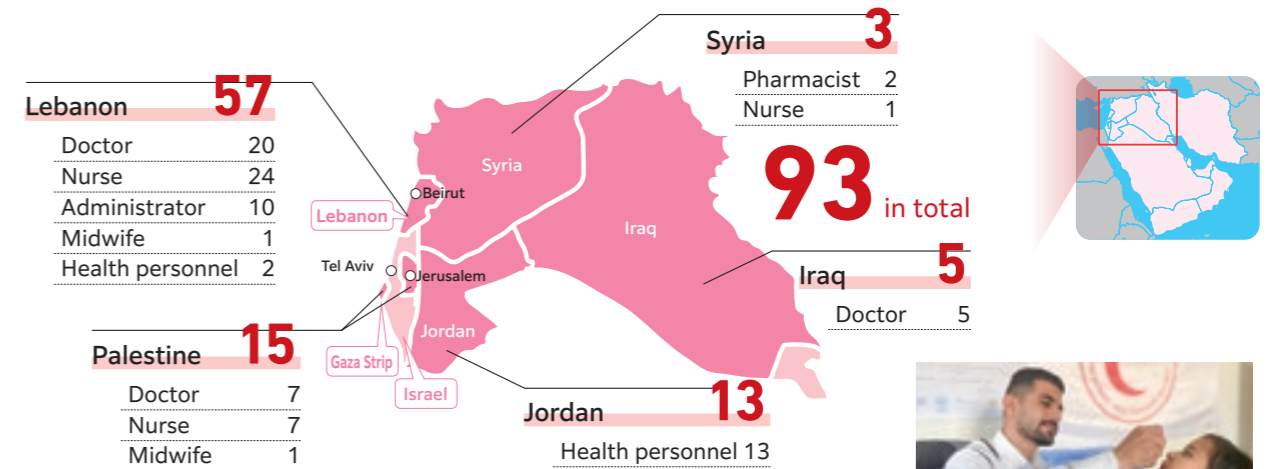 Syria 3
Pharmacist 2
Nurse 1
Lebanon 57
Doctor 20
Nurse 24
Administrator 10
Midwife 1
Health personnel 2
93 in total
Syria
Beirut
Lebanon
Iraq
Tel Aviv
Jerusalem
Jordan
Gaza Strip
Israel
Iraq 5
Doctor 5
Palestine 15
Doctor 7
Nurse 7
Midwife 1
Jordan 13
Health personnel 13